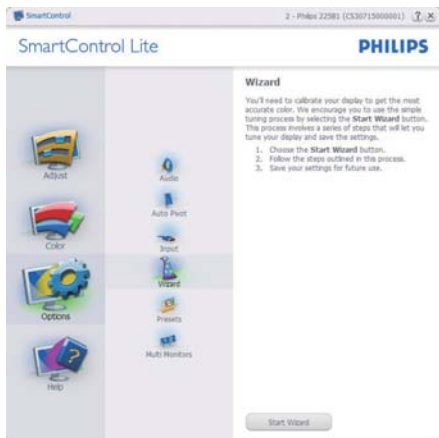 SmartControl
2 - Philips 225B1 (CS30715000001)
SmartControl Lite
PHILIPS
Adjust
Color
Options
Help
Audio
Auto Pivot
Input
Wizard
Presets
Multi Monitors
Wizard
You'll need to calibrate your display to get the most
accurate color. We encourage you to use the simple
tuning process by selecting the Start Wizard button.
This process involves a series of steps that will let you
tune your display and save the settings.
1. Choose the Start Wizard button.
2. Follow the steps outlined in this process.
3. Save your settings for future use.
Start Wizard